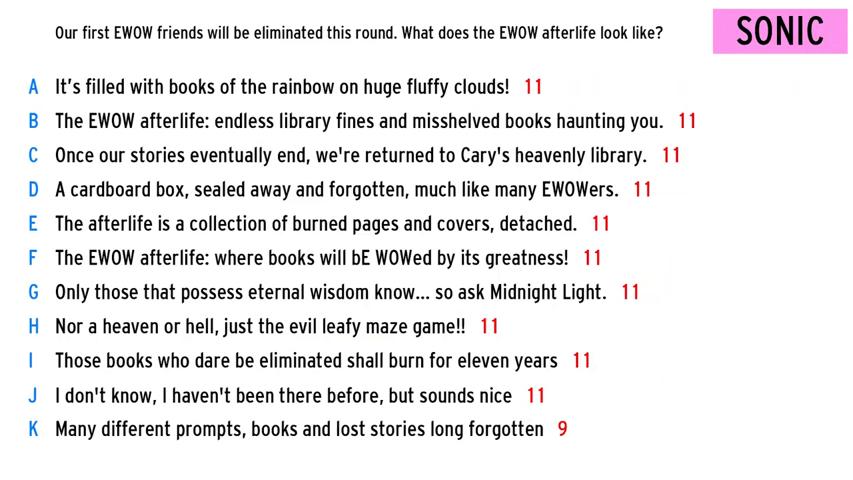 Our first EWOW friends will be eliminated this round. What does the EWOW afterlife look like?
SONIC
A It's filled with books of the rainbow on huge fluffy clouds! 11
B The EWOW afterlife: endless library fines and misshelved books haunting you. 11
C Once our stories eventually end, we're returned to Cary's heavenly library. 11
D A cardboard box, sealed away and forgotten, much like many EWOWers. 11
E The afterlife is a collection of burned pages and covers, detached. 11
F The EWOW afterlife: where books will bE WOWed by its greatness! 11
G Only those that possess eternal wisdom know... so ask Midnight Light. 11
H Nor a heaven or hell, just the evil leafy maze game!! 11
I Those books who dare be eliminated shall burn for eleven years 11
J I don't know, I haven't been there before, but sounds nice 11
K Many different prompts, books and lost stories long forgotten 9